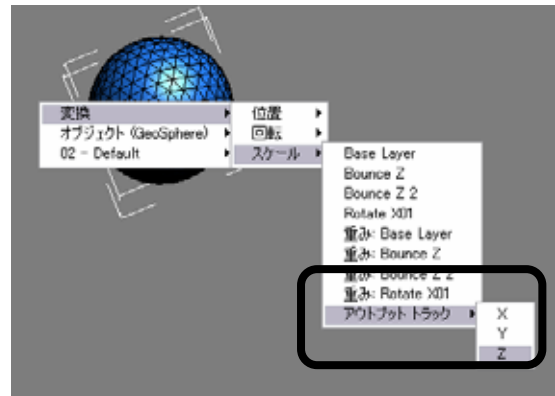 変換
オブジェクト (GeoSphere)
02 - Default
位置
回転
スケール
Base Layer
Bounce Z
Bounce Z 2
Rotate X01
重み: Base Layer
重み: Bounce Z
重み: Bounce Z 2
重み: Rotate X01
アウトプット トラック
X
Y
Z